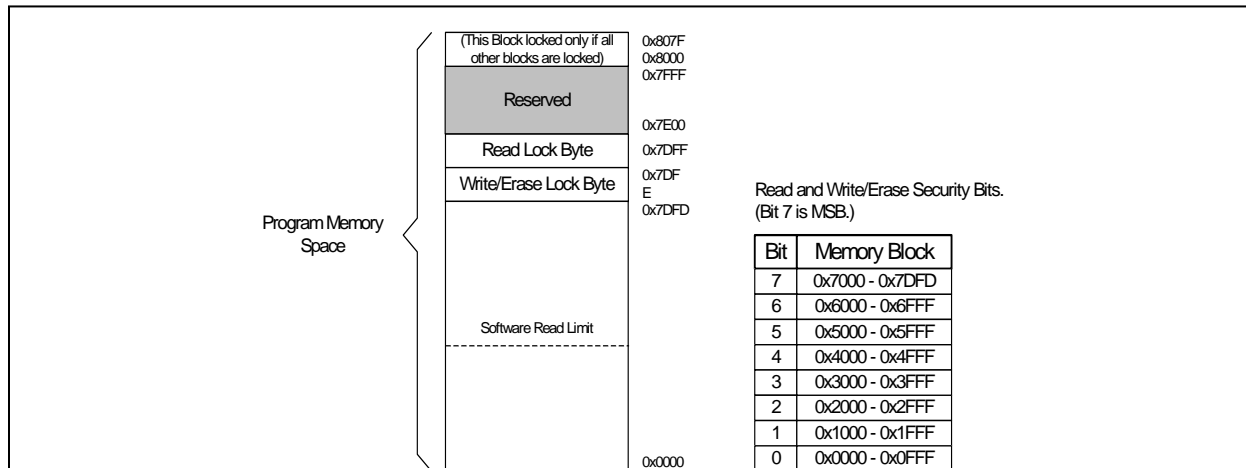 (This Block locked only if all
other blocks are locked)
0x807F
0x8000
0x7FFF
Reserved
0x7E00
Read Lock Byte
0x7DFF
Write/Erase Lock Byte
0x7DF
E
0x7DFD
Program Memory
Space
Software Read Limit
0x0000
Read and Write/Erase Security Bits.
(Bit 7 is MSB.)
Bit Memory Block
7 0x7000 - 0x7DFD
6 0x6000 - 0x6FFF
5 0x5000 - 0x5FFF
4 0x4000 - 0x4FFF
3 0x3000 - 0x3FFF
2 0x2000 - 0x2FFF
1 0x1000 - 0x1FFF
0 0x0000 - 0x0FFF